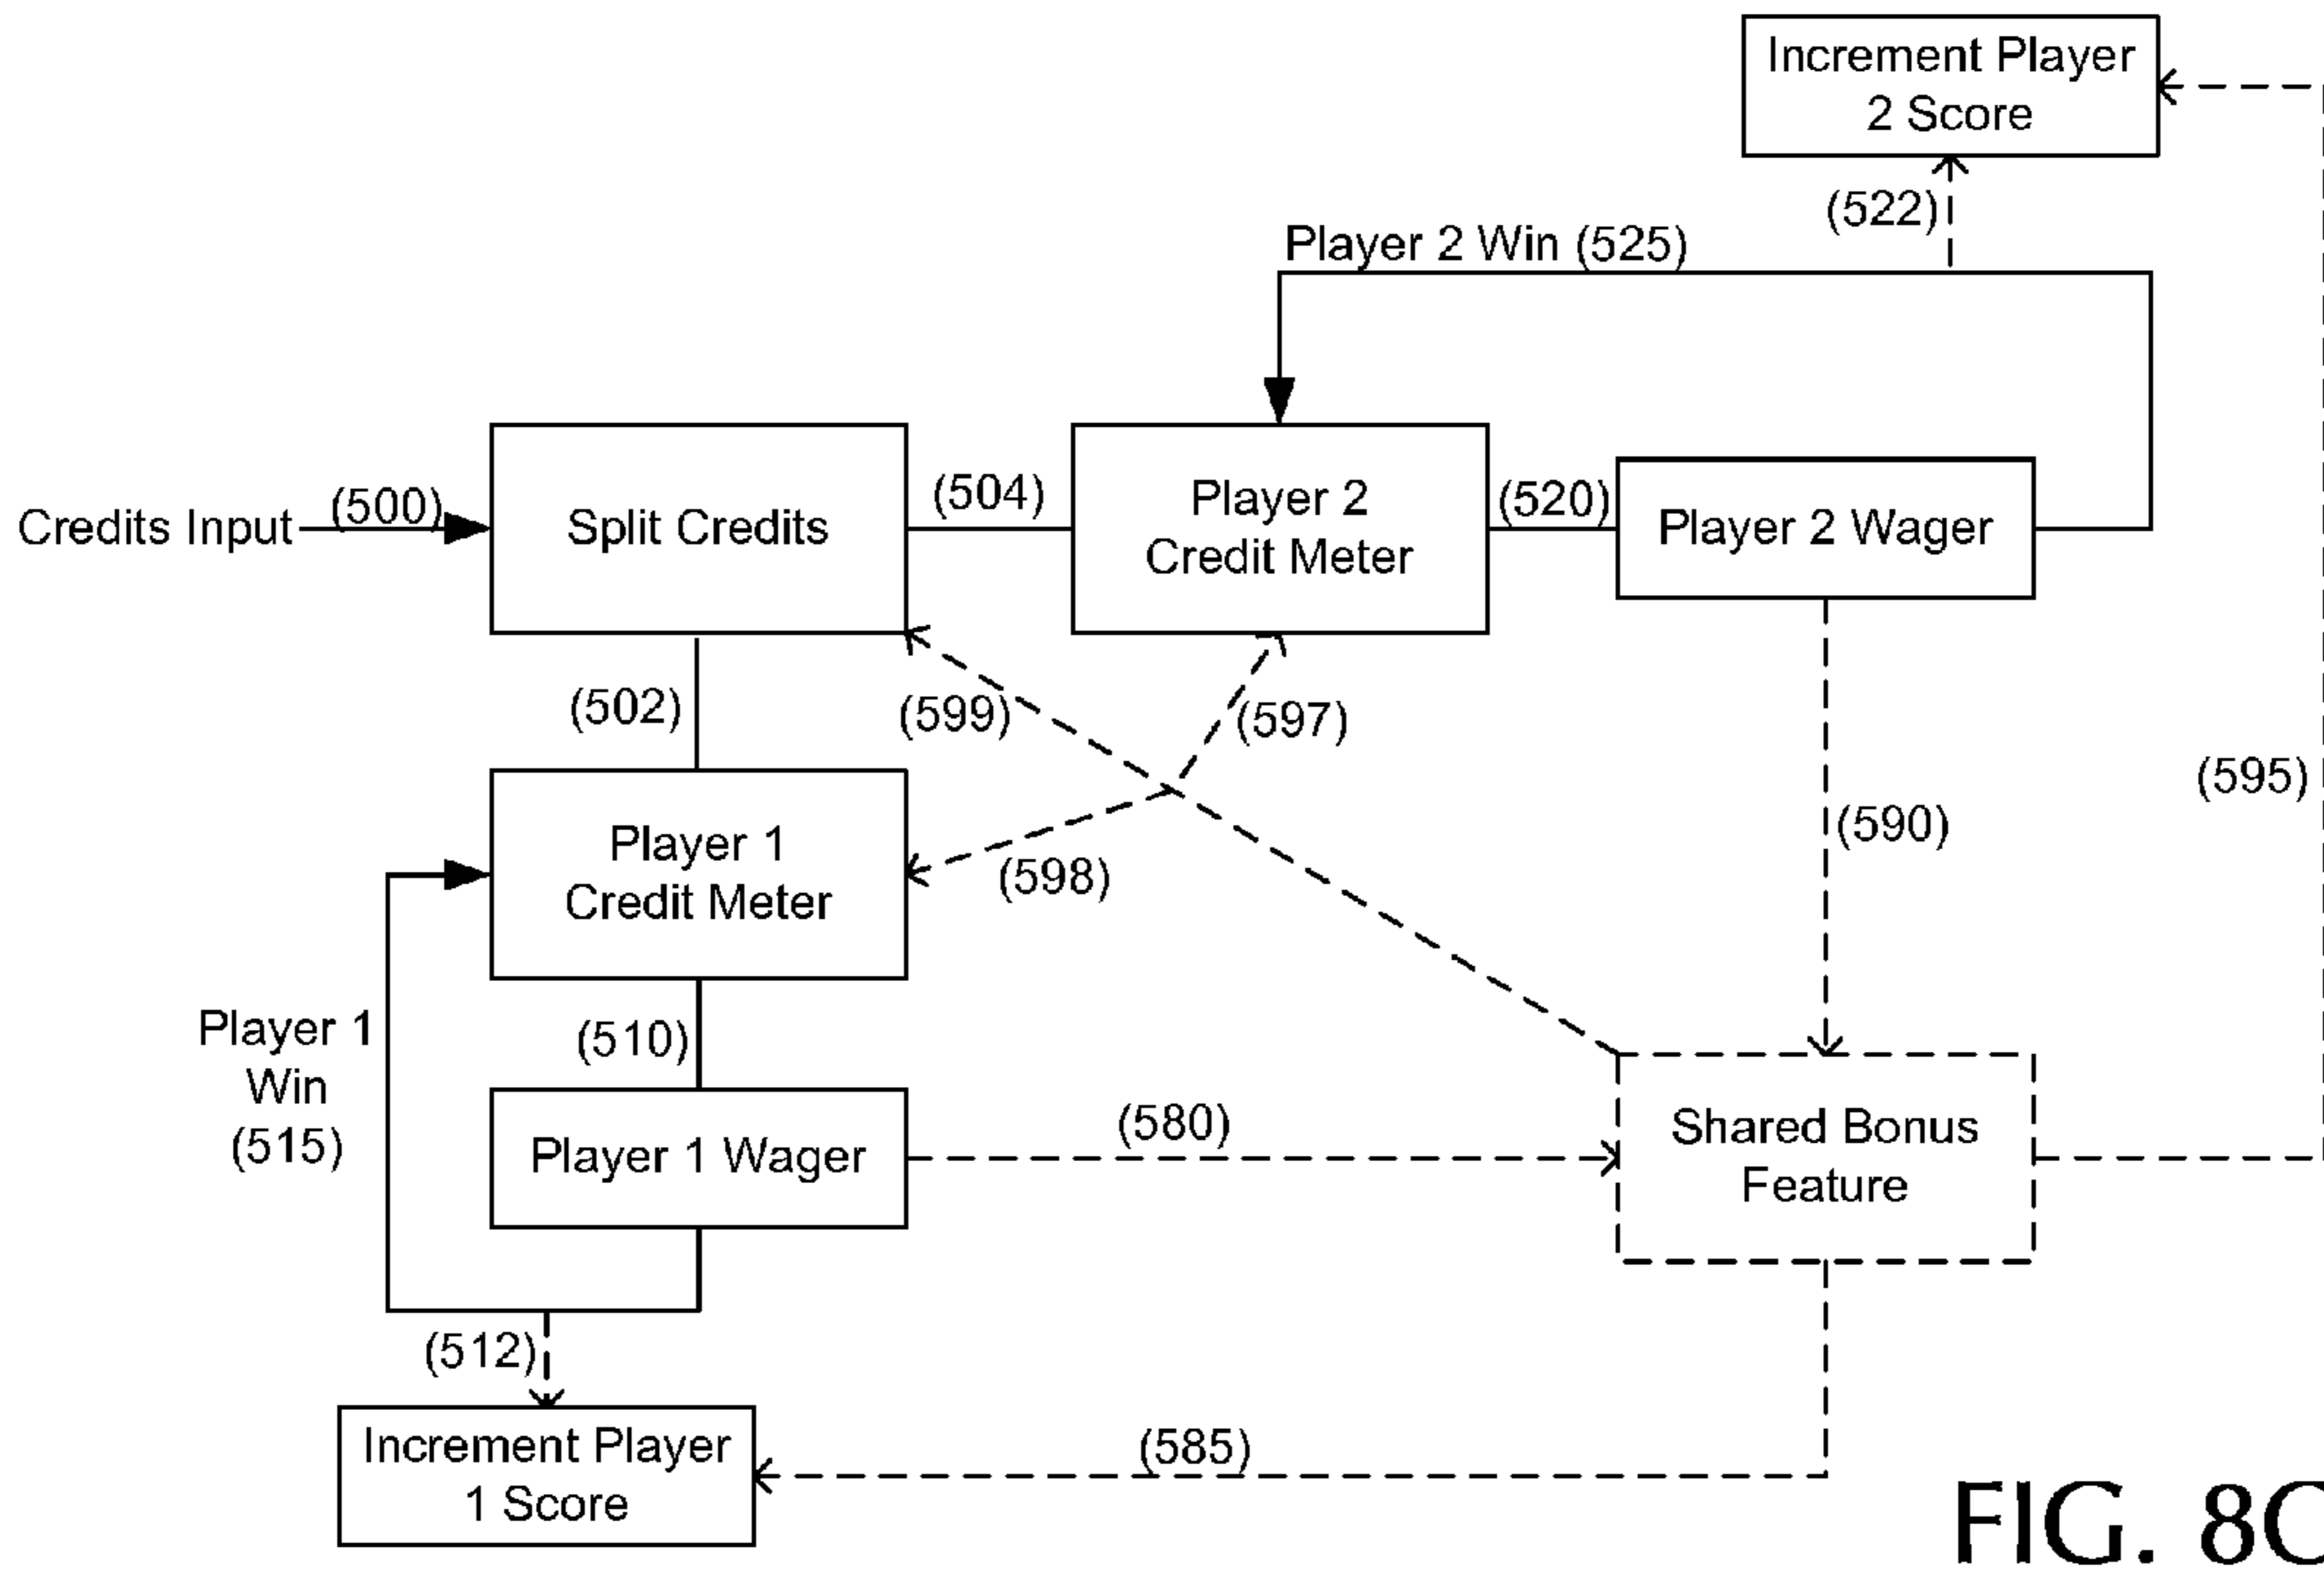 Increment Player
2 Score
(522)
Player 2 Win (525)
Credits Input
(500)
Split Credits
(504)
Player 2
Credit Meter
(520)
Player 2 Wager
(502)
(599)
(597)
(595)
(590)
Player 1
Credit Meter
(598)
Player 1
Win
(515)
(510)
Player 1 Wager
(580)
Shared Bonus
Feature
(512)
Increment Player
1 Score
(585)
FIG.